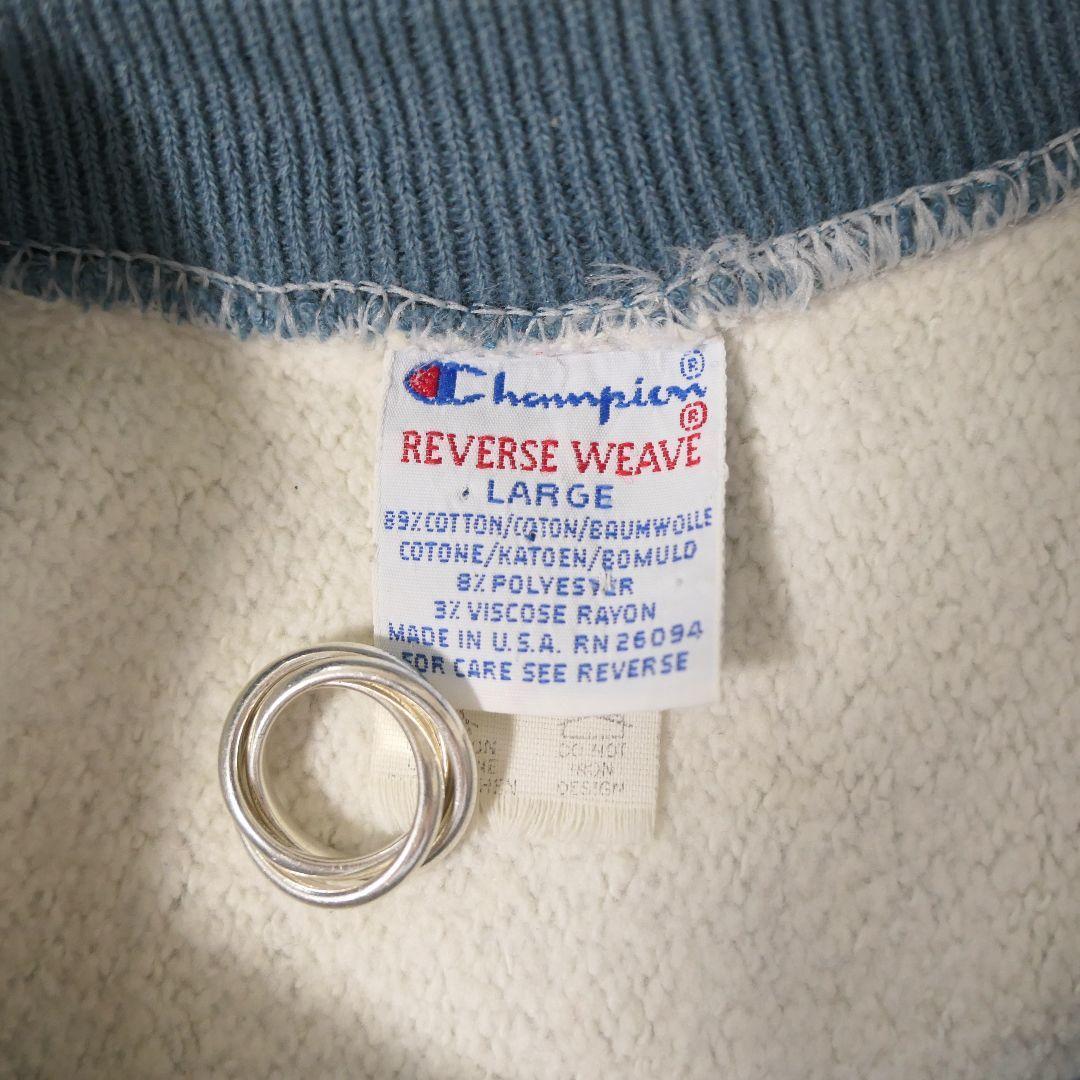 Champion®
REVERSE WEAVE®
LARGE
89% COTTON/COTON/BAUMWOLLE
COTONE/KATOEN/BOMULD
8% POLYESTER
3% VISCOSE RAYON
MADE IN U.S.A. RN 26094
FOR CARE SEE REVERSE
DO NOT
IRON
DESIGN